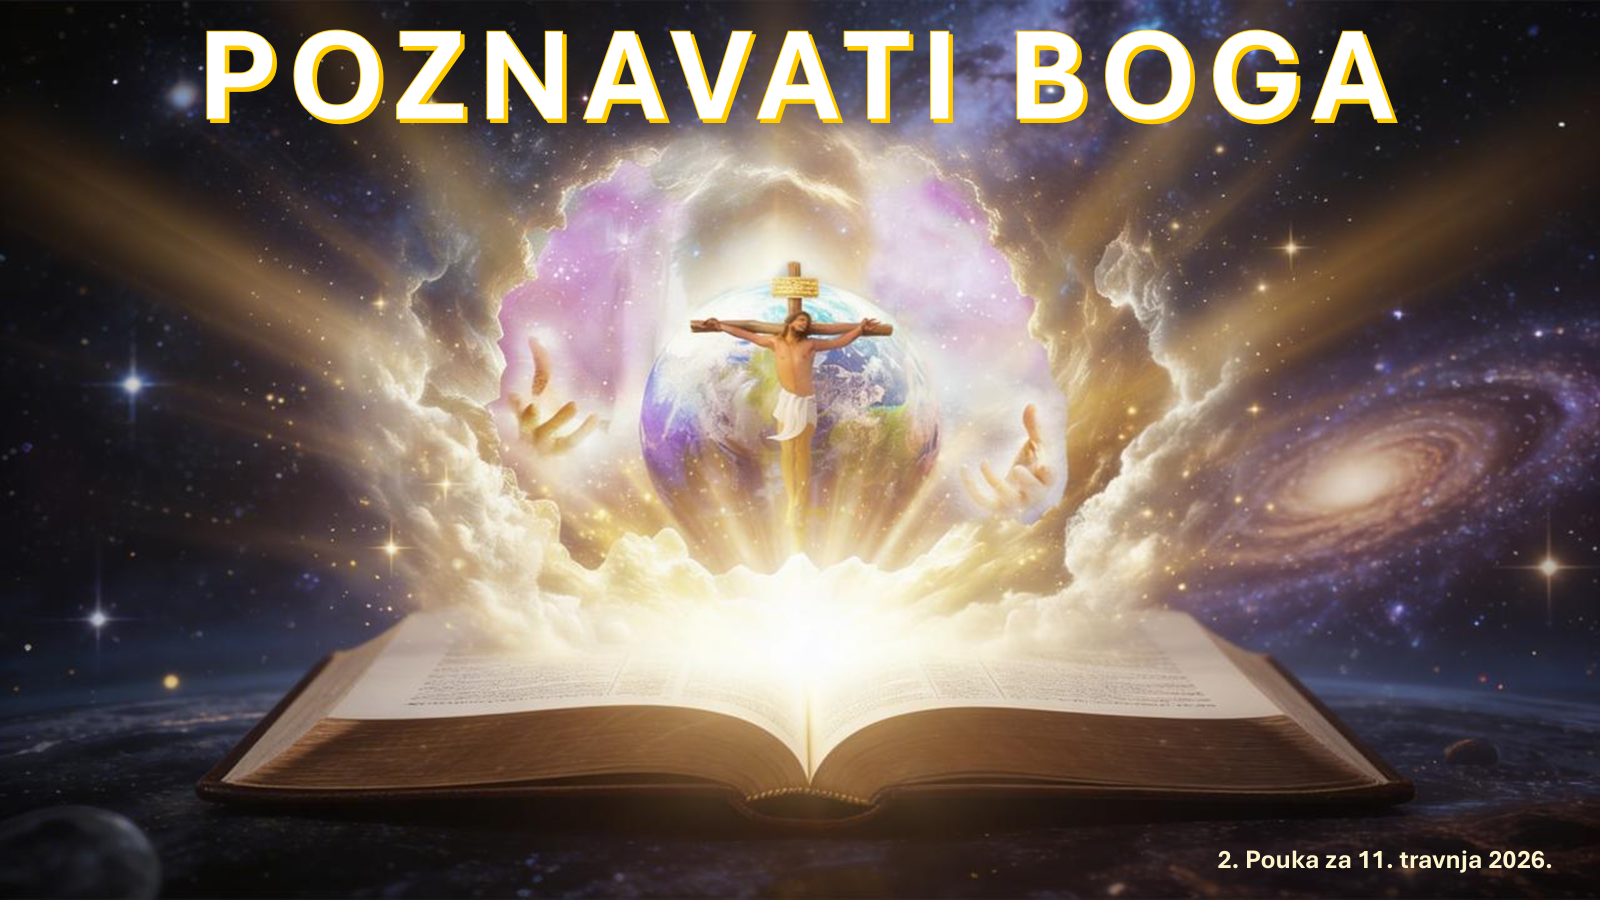 POZNAVATI BOGA
2. Pouka za 11. travnja 2026.